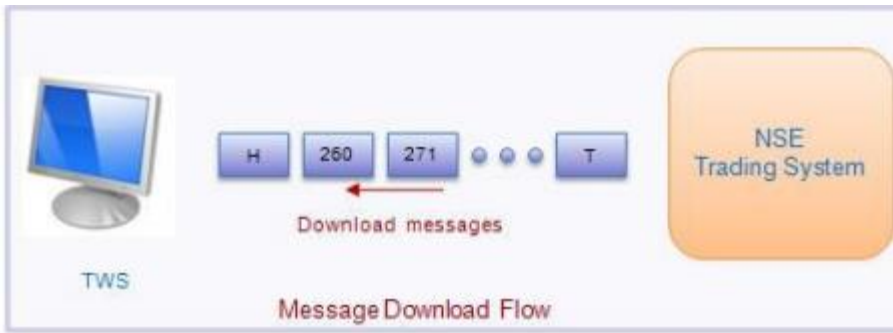 H 260 271 T
NSE
Trading System
Download messages
TWS
Message Download Flow